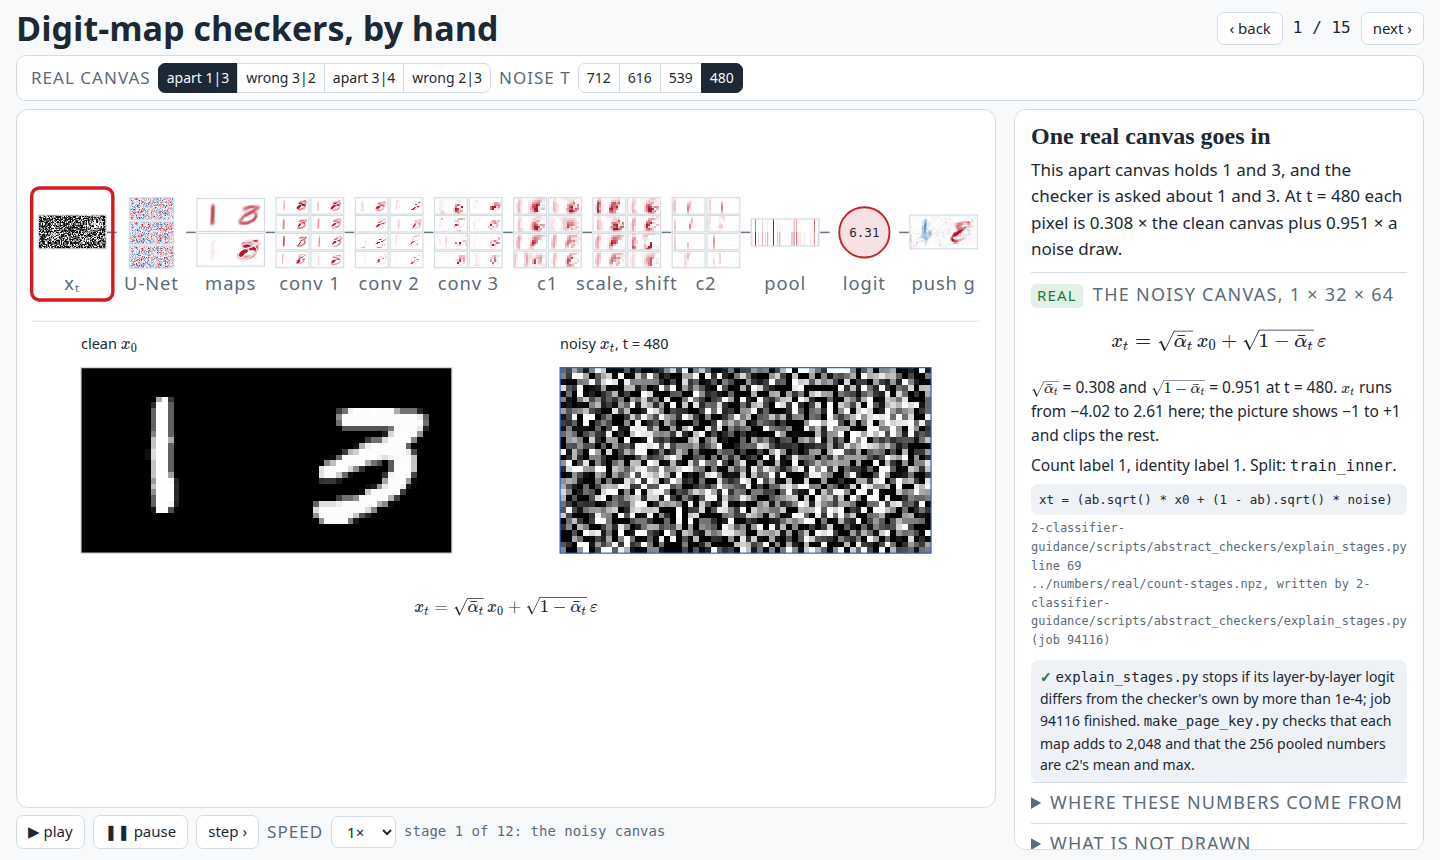 Digit-map checkers, by hand
‹ back 1 / 15 next ›
REAL CANVAS apart 1|3 wrong 3|2 apart 3|4 wrong 2|3 NOISE T 712 616 539 480
6.31
xₜ U-Net maps conv 1 conv 2 conv 3 c1 scale, shift c2 pool logit push g
clean x₀
noisy xₜ, t = 480
xₜ = √ᾱₜ x₀ + √1 − ᾱₜ ε
▶ play ❚❚ pause step › SPEED 1× stage 1 of 12: the noisy canvas
One real canvas goes in
This apart canvas holds 1 and 3, and the
checker is asked about 1 and 3. At t = 480 each
pixel is 0.308 × the clean canvas plus 0.951 × a
noise draw.
REAL THE NOISY CANVAS, 1 × 32 × 64
xₜ = √ᾱₜ x₀ + √1 − ᾱₜ ε
√ᾱₜ = 0.308 and √1 − ᾱₜ = 0.951 at t = 480. xₜ runs
from −4.02 to 2.61 here; the picture shows −1 to +1
and clips the rest.
Count label 1, identity label 1. Split: train_inner.
xt = (ab.sqrt() * x0 + (1 - ab).sqrt() * noise)
2-classifier-
guidance/scripts/abstract_checkers/explain_stages.py
line 69
../numbers/real/count-stages.npz, written by 2-
classifier-
guidance/scripts/abstract_checkers/explain_stages.py
(job 94116)
✓ explain_stages.py stops if its layer-by-layer logit
differs from the checker's own by more than 1e-4; job
94116 finished. make_page_key.py checks that each
map adds to 2,048 and that the 256 pooled numbers
are c2's mean and max.
▶ WHERE THESE NUMBERS COME FROM
▶ WHAT IS NOT DRAWN